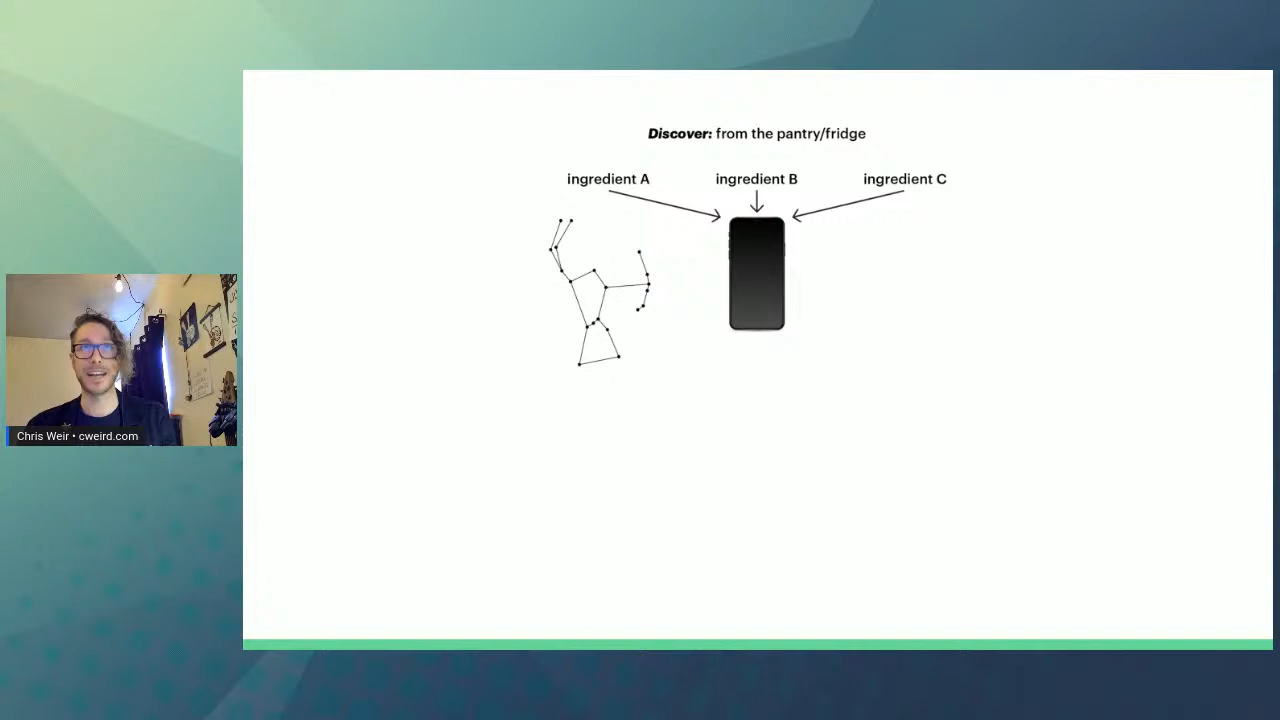 Discover: from the pantry/fridge
ingredient A
ingredient B
ingredient C
Chris Weir • cweird.com